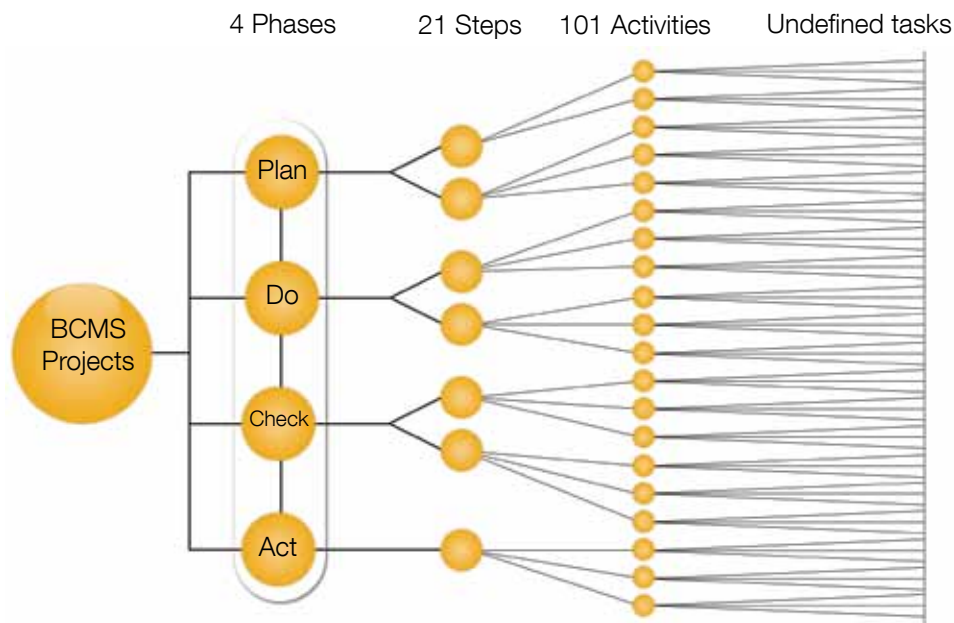 4 Phases
21 Steps
101 Activities
Undefined tasks
Plan
Do
BCMS
Projects
Check
Act